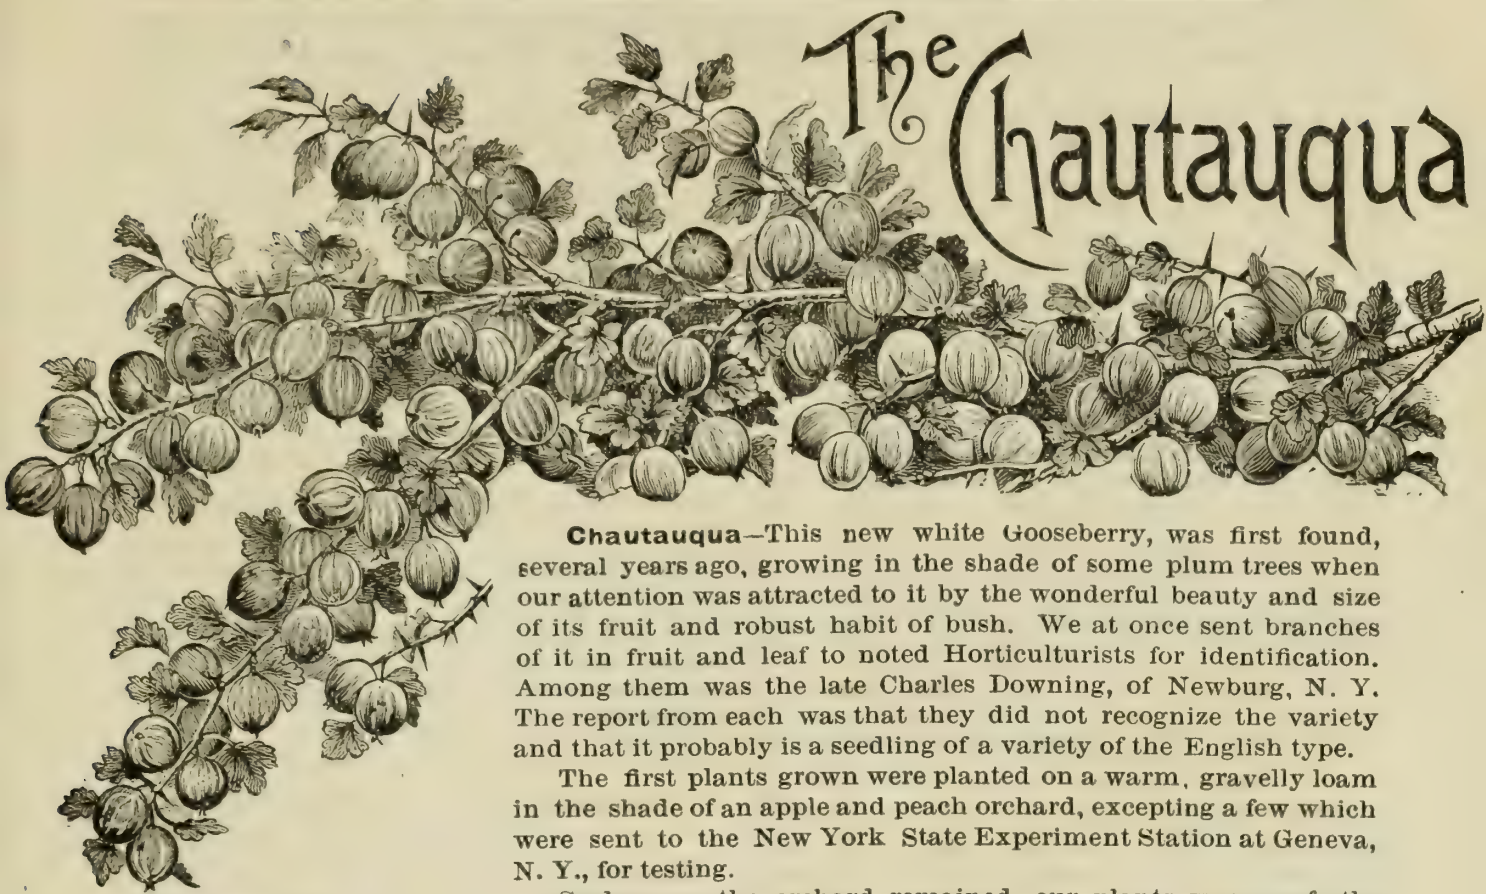 The
Chautauqua
Chautauqua—This new white Gooseberry, was first found,
several years ago, growing in the shade of some plum trees when
our attention was attracted to it by the wonderful beauty and size
of its fruit and robust habit of bush. We at once sent branches
of it in fruit and leaf to noted Horticulturists for identification.
Among them was the late Charles Downing, of Newburg, N. Y.
The report from each was that they did not recognize the variety
and that it probably is a seedling of a variety of the English type.
The first plants grown were planted on a warm, gravelly loam
in the shade of an apple and peach orchard, excepting a few which
were sent to the New York State Experiment Station at Geneva,
N. Y., for testing.